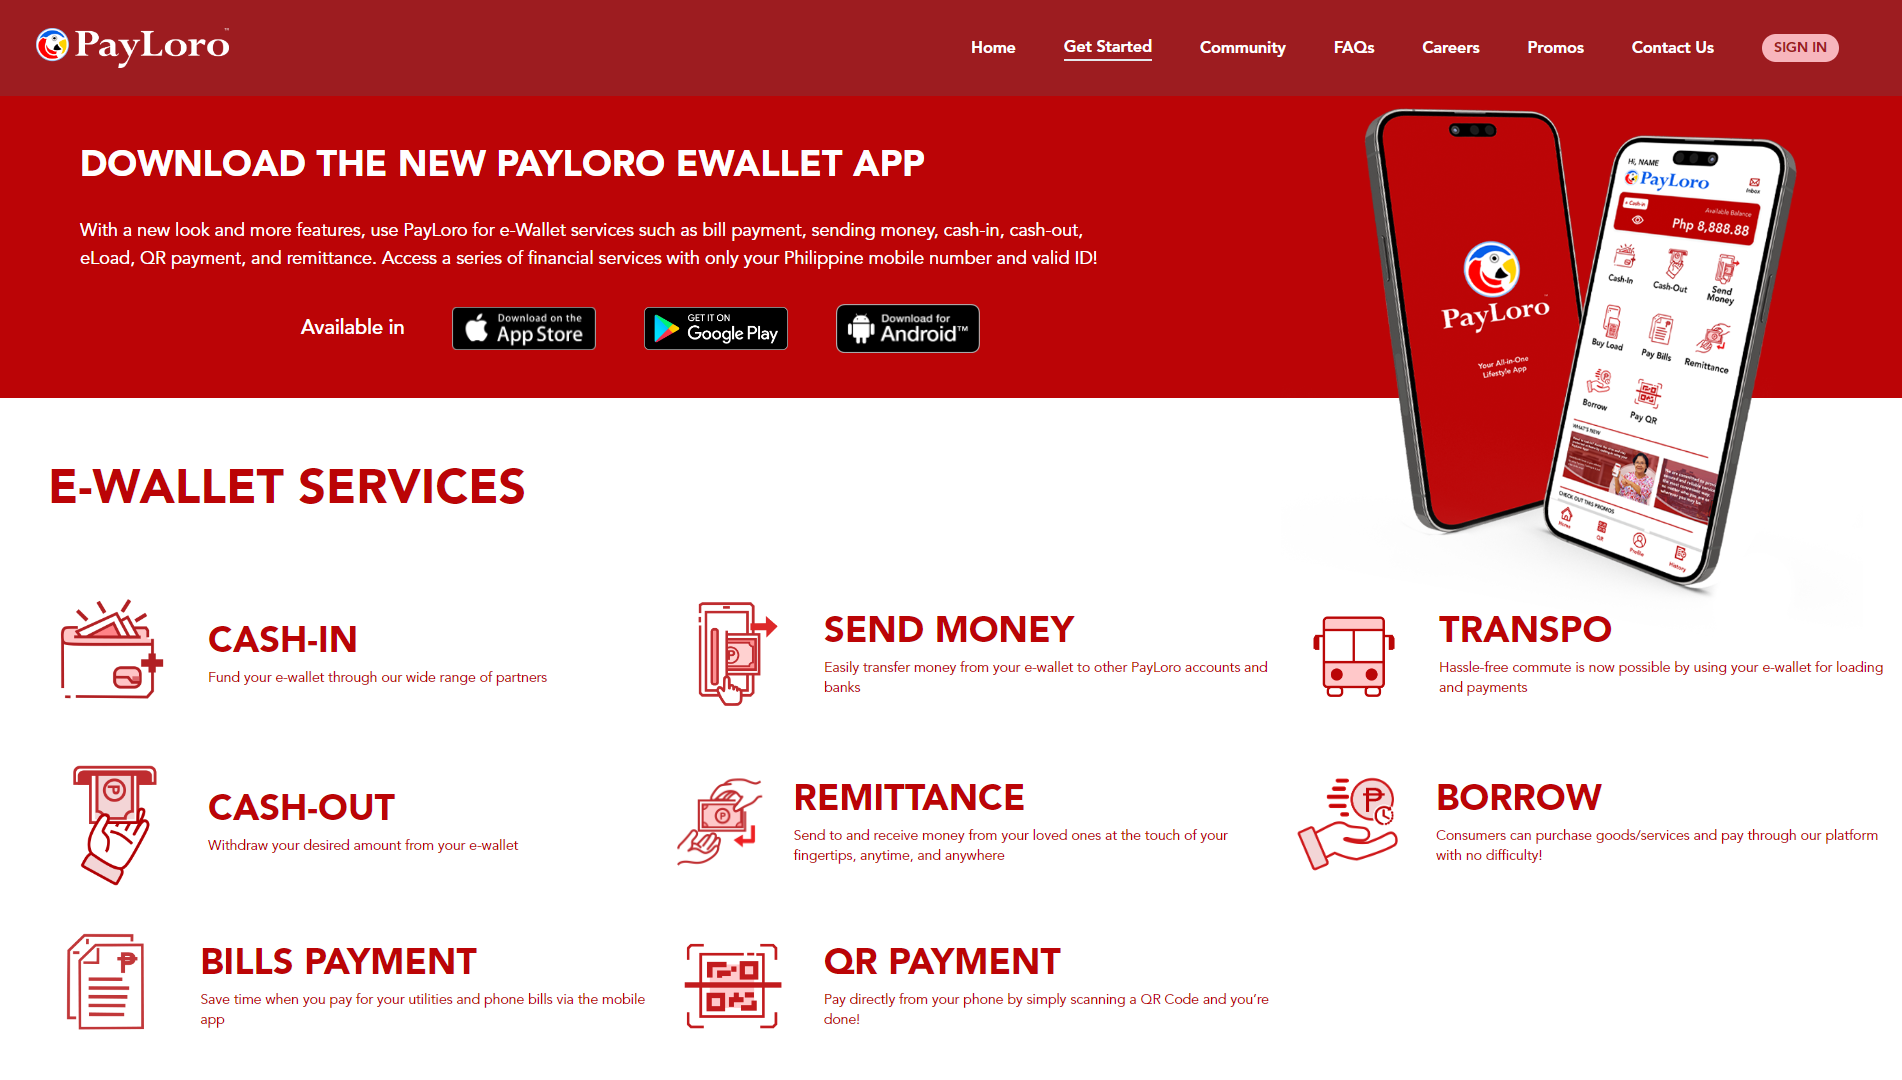 PayLoro
Home
Get Started
Community
FAQs
Careers
Promos
Contact Us
SIGN IN
DOWNLOAD THE NEW PAYLORO EWALLET APP
With a new look and more features, use PayLoro for e-Wallet services such as bill payment, sending money, cash-in, cash-out,
eLoad, QR payment, and remittance. Access a series of financial services with only your Philippine mobile number and valid ID!
Available in
Download on the
App Store
GET IT ON
Google Play
Download for
Android™
PayLoro
Your All-in-One
Lifestyle App
Hi, NAME
PayLoro
Inbox
Cash-in
Available Balance
Php 8,888.88
Cash-In
Cash-Out
Send
Money
Buy Load
Pay Bills
Remittance
Borrow
Pay QR
WHAT'S NEW
CHECK OUT THIS PROMOS
Home
QR
Profile
History
E-WALLET SERVICES
CASH-IN
Fund your e-wallet through our wide range of partners
SEND MONEY
Easily transfer money from your e-wallet to other PayLoro accounts and
banks
TRANSPO
Hassle-free commute is now possible by using your e-wallet for loading
and payments
CASH-OUT
Withdraw your desired amount from your e-wallet
REMITTANCE
Send to and receive money from your loved ones at the touch of your
fingertips, anytime, and anywhere
BORROW
Consumers can purchase goods/services and pay through our platform
with no difficulty!
BILLS PAYMENT
Save time when you pay for your utilities and phone bills via the mobile
app
QR PAYMENT
Pay directly from your phone by simply scanning a QR Code and you’re
done!